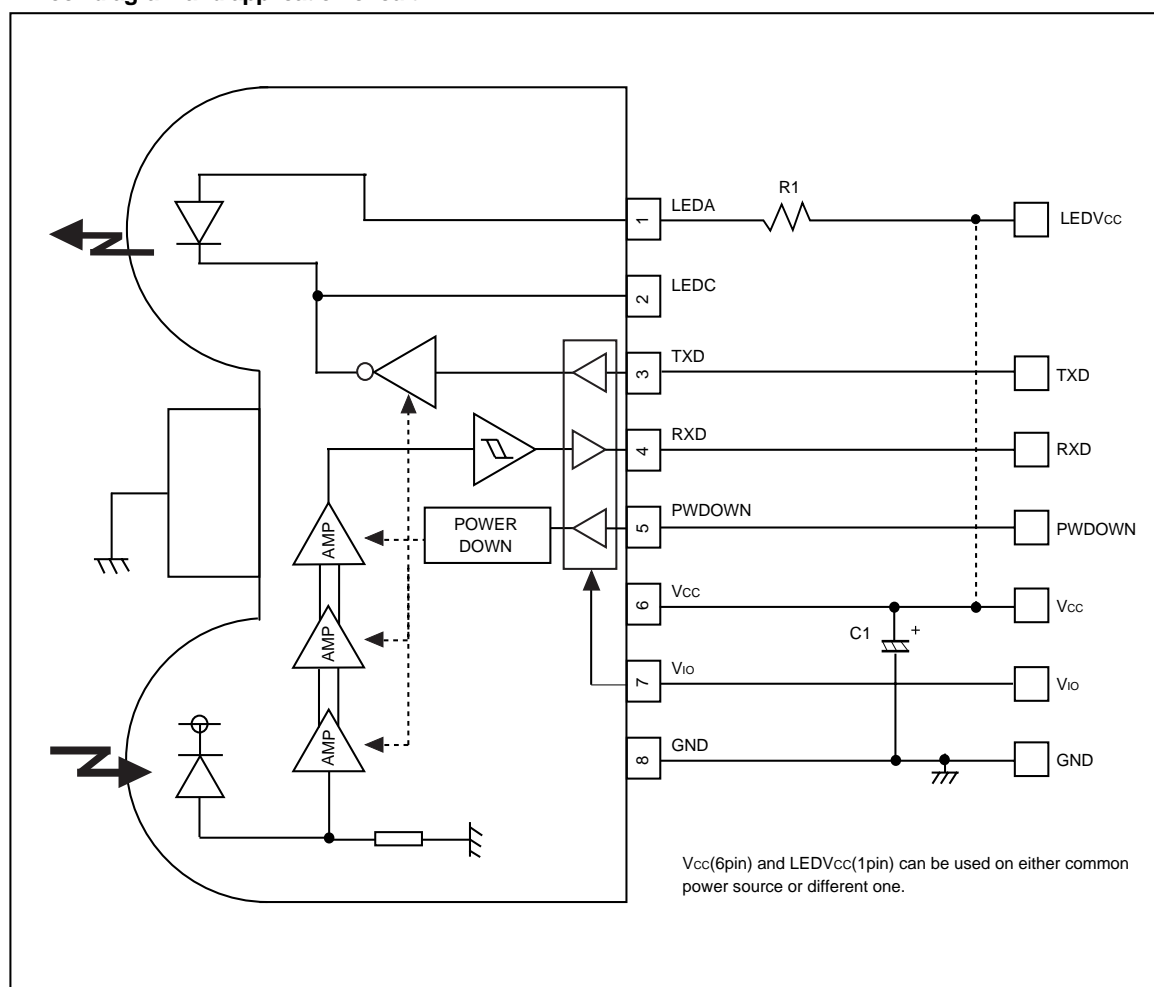 R1
1
LEDA
LEDVcc
2
LEDC
3
TXD
TXD
4
RXD
RXD
5
PWDOWN
PWDOWN
POWER
DOWN
AMP
AMP
AMP
6
Vcc
Vcc
C1
+
7
VIO
VIO
8
GND
GND
Vcc(6pin) and LEDVcc(1pin) can be used on either common
power source or different one.